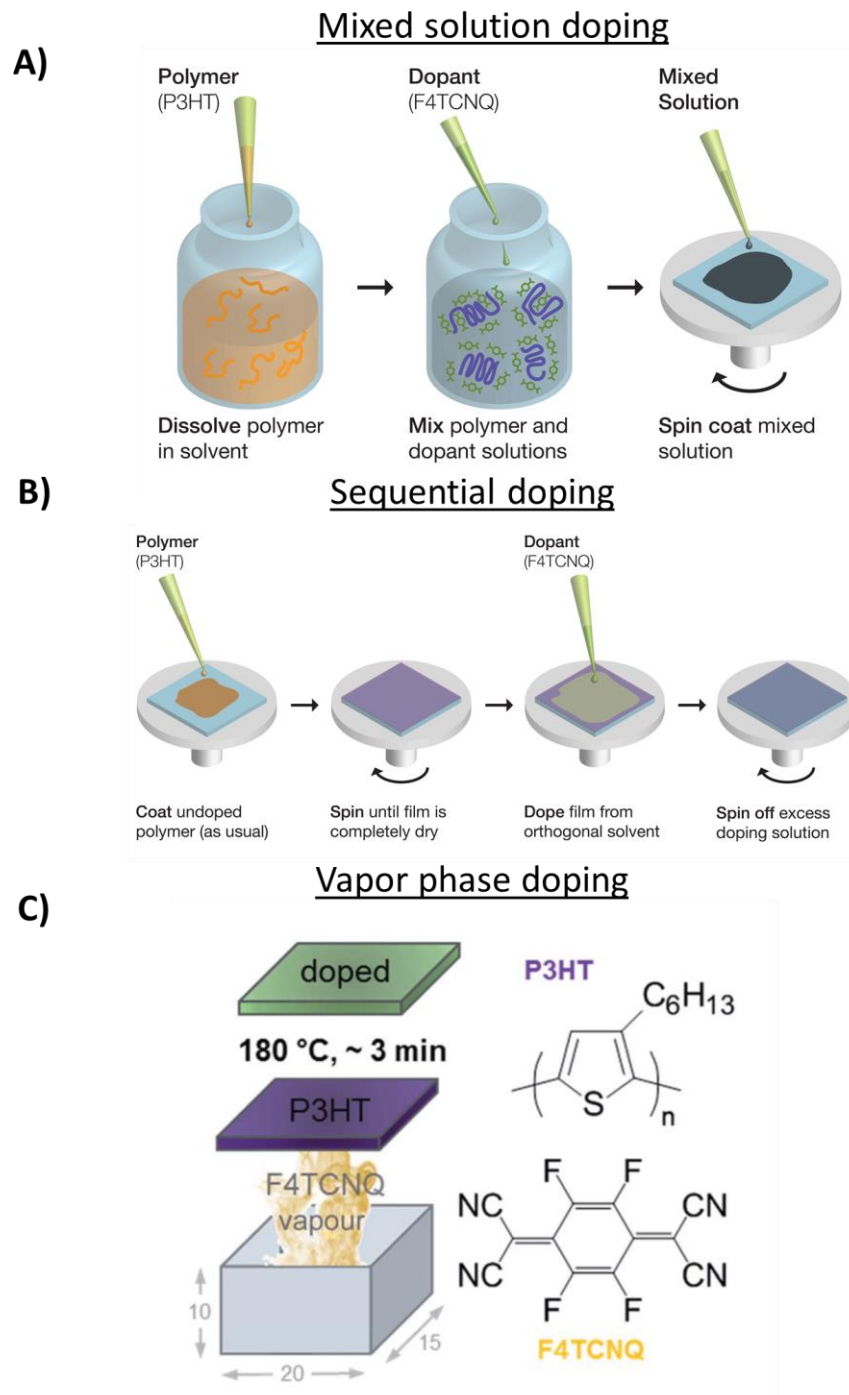 Mixed solution doping
A)
Polymer
(P3HT)
Dopant
(F4TCNQ)
Mixed
Solution
Dissolve polymer
in solvent
Mix polymer and
dopant solutions
Spin coat mixed
solution
B)
Sequential doping
Polymer
(P3HT)
Dopant
(F4TCNQ)
Coat undoped
polymer (as usual)
Spin until film is
completely dry
Dope film from
orthogonal solvent
Spin off excess
doping solution
Vapor phase doping
C)
doped
180 °C, ~ 3 min
P3HT
F4TCNQ
vapour
10
20
15
P3HT
C6H13
S
n
F F
NC CN
NC CN
F F
F4TCNQ